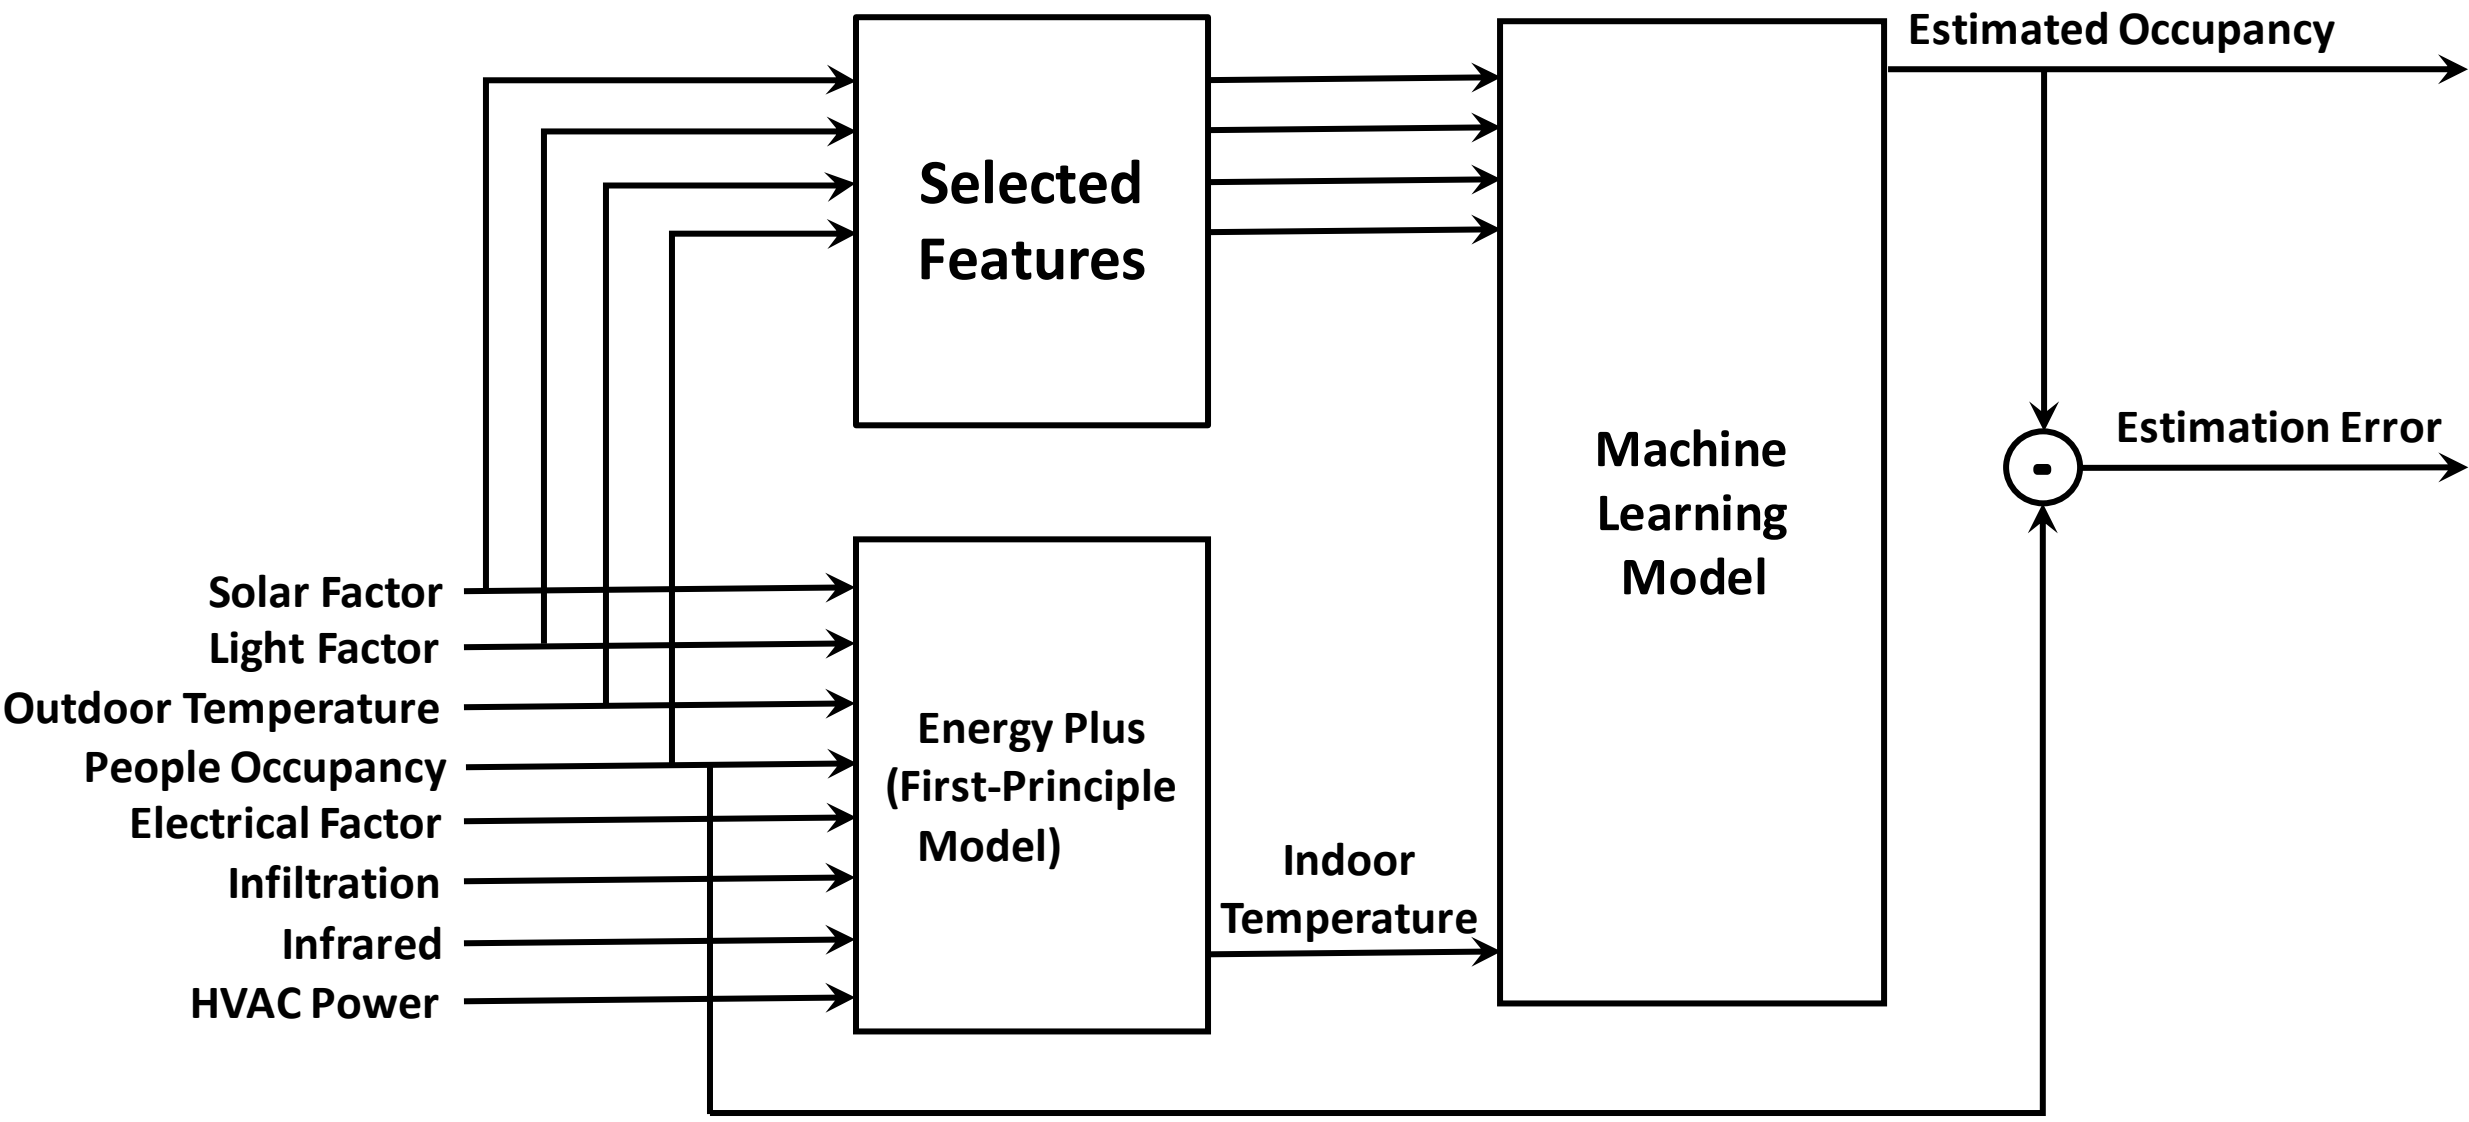 Estimated Occupancy
Selected
Features
Estimation Error
Machine
Learning
Model
Solar Factor
Light Factor
Outdoor Temperature
People Occupancy
Electrical Factor
Infiltration
Infrared
HVAC Power
Energy Plus
(First-Principle
Model)
Indoor
Temperature
-